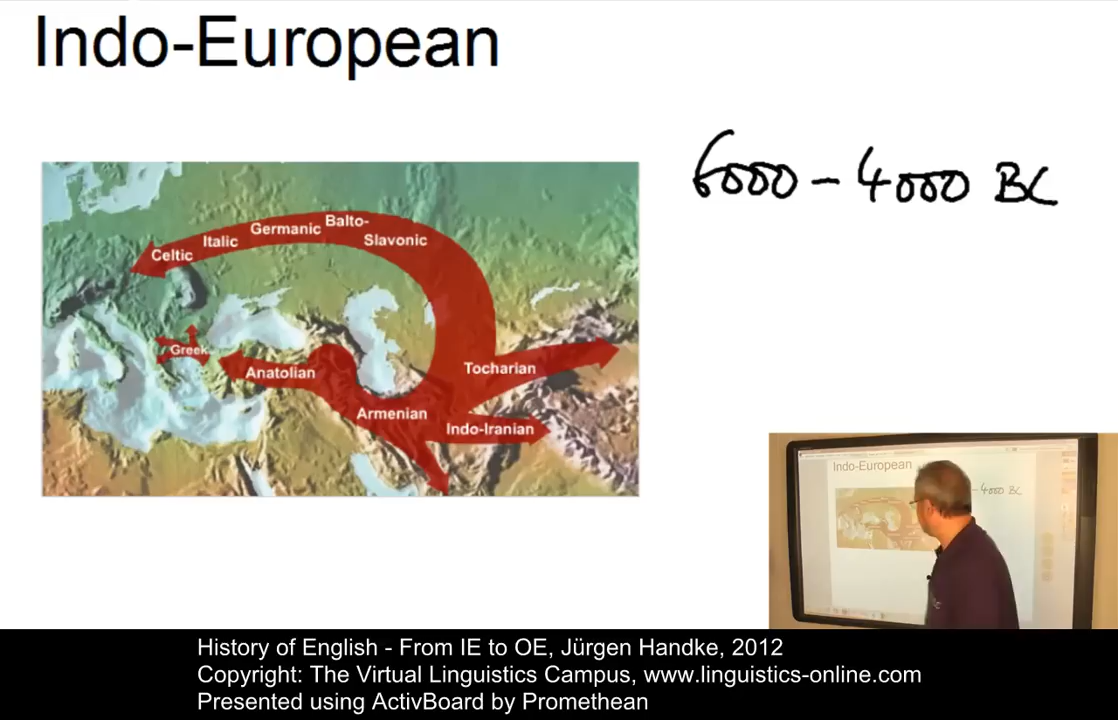 Indo-European
6000 - 4000 BC
Balto-
Germanic
Slavonic
Italic
Celtic
Greek
Anatolian
Tocharian
Armenian
Indo-Iranian
Indo-European
- 4000 BC
History of English - From IE to OE, Jürgen Handke, 2012
Copyright: The Virtual Linguistics Campus, www.linguistics-online.com
Presented using ActivBoard by Promethean